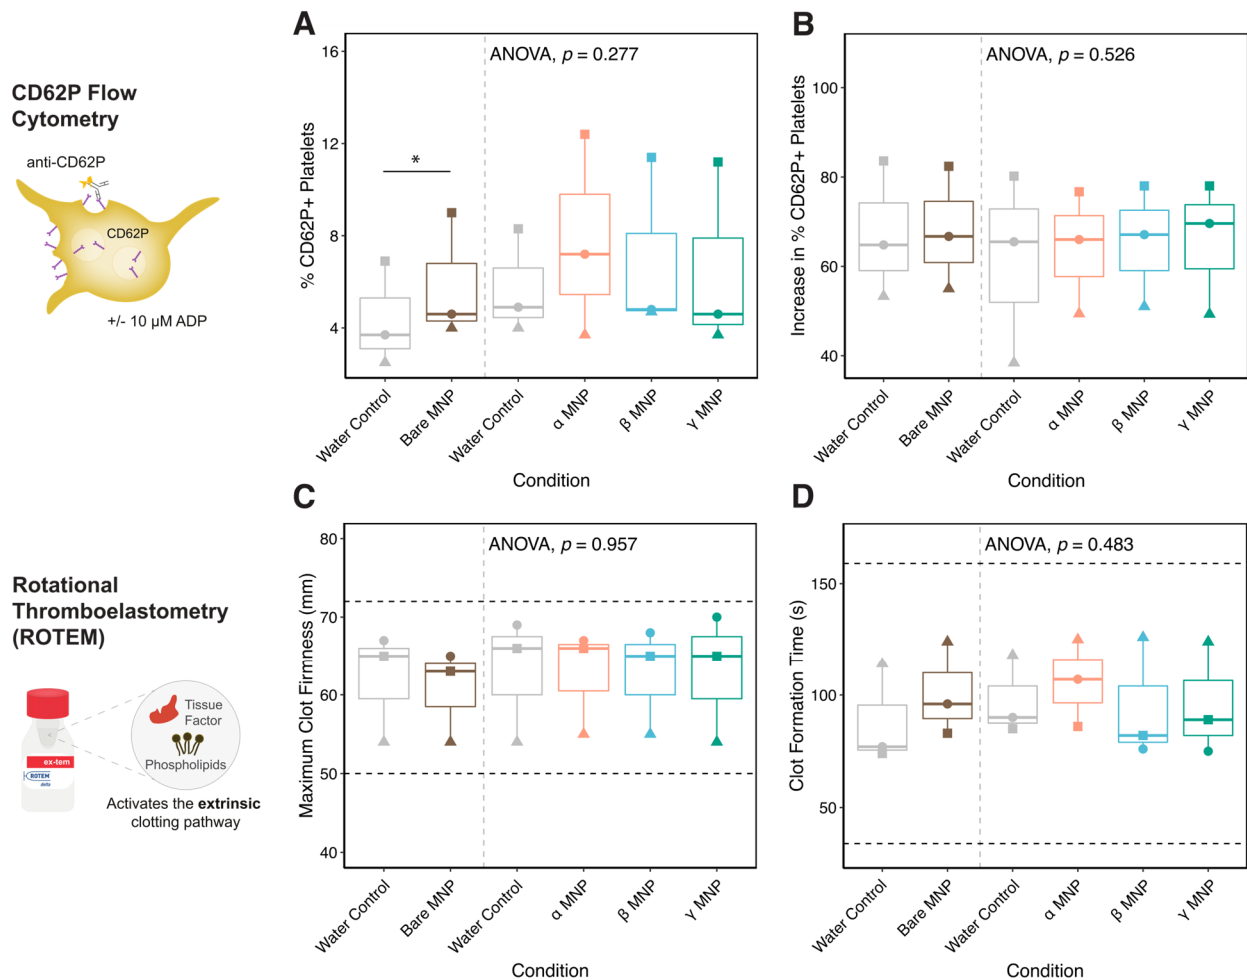 A
B
CD62P Flow
Cytometry
anti-CD62P
CD62P
+/- 10 µM ADP
ANOVA, p = 0.277
*
% CD62P+ Platelets
16
12
8
4
Water Control
Bare MNP
Water Control
α MNP
β MNP
γ MNP
Condition
ANOVA, p = 0.526
Increase in % CD62P+ Platelets
100
80
60
40
Water Control
Bare MNP
Water Control
α MNP
β MNP
γ MNP
Condition
C
D
Rotational
Thromboelastometry
(ROTEM)
ex-tem
ROTEM
delta
Tissue
Factor
Phospholipids
Activates the extrinsic
clotting pathway
ANOVA, p = 0.957
Maximum Clot Firmness (mm)
80
70
60
50
40
Water Control
Bare MNP
Water Control
α MNP
β MNP
γ MNP
Condition
ANOVA, p = 0.483
Clot Formation Time (s)
150
100
50
Water Control
Bare MNP
Water Control
α MNP
β MNP
γ MNP
Condition